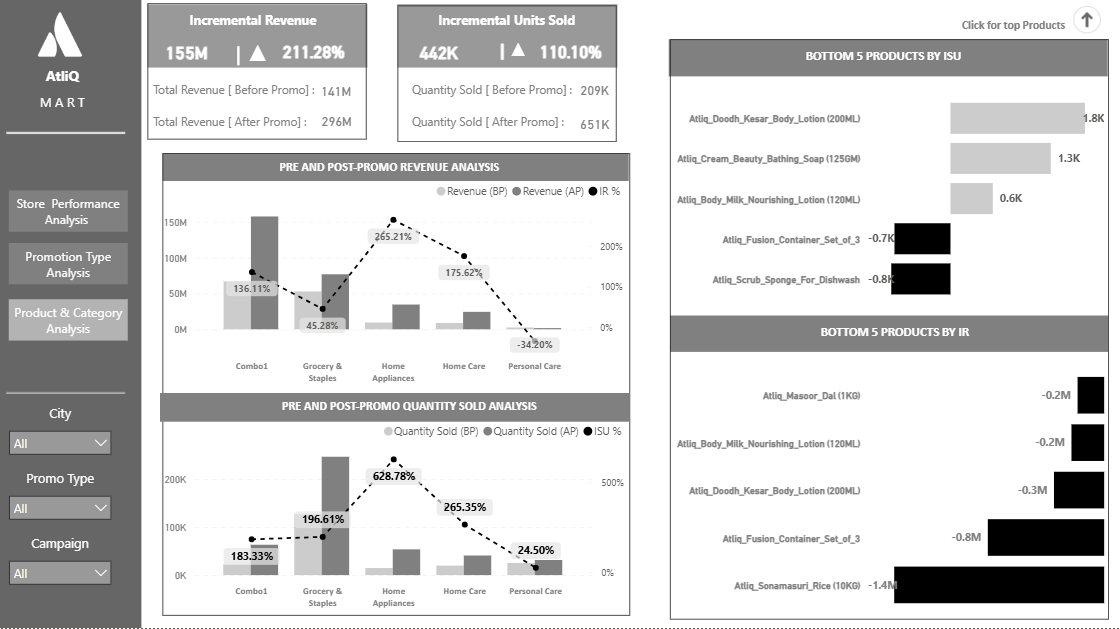 AtliQ
MART
Store Performance
Analysis
Promotion Type
Analysis
Product & Category
Analysis
City
All
Promo Type
All
Campaign
All
Incremental Revenue
155M | ▲ 211.28%
Total Revenue [ Before Promo] : 141M
Total Revenue [ After Promo] : 296M
Incremental Units Sold
442K | ▲ 110.10%
Quantity Sold [ Before Promo] : 209K
Quantity Sold [ After Promo] : 651K
PRE AND POST-PROMO REVENUE ANALYSIS
Revenue (BP) Revenue (AP) IR %
150M
100M
50M
0M
200%
100%
0%
136.11%
45.28%
265.21%
175.62%
-34.20%
Combo1
Grocery &
Staples
Home
Appliances
Home Care
Personal Care
PRE AND POST-PROMO QUANTITY SOLD ANALYSIS
Quantity Sold (BP) Quantity Sold (AP) ISU %
200K
100K
0K
500%
0%
183.33%
196.61%
628.78%
265.35%
24.50%
Combo1
Grocery &
Staples
Home
Appliances
Home Care
Personal Care
Click for top Products
BOTTOM 5 PRODUCTS BY ISU
Atliq_Doodh_Kesar_Body_Lotion (200ML) 1.8K
Atliq_Cream_Beauty_Bathing_Soap (125GM) 1.3K
Atliq_Body_Milk_Nourishing_Lotion (120ML) 0.6K
Atliq_Fusion_Container_Set_of_3 -0.7K
Atliq_Scrub_Sponge_For_Dishwash -0.8K
BOTTOM 5 PRODUCTS BY IR
Atliq_Masoor_Dal (1KG) -0.2M
Atliq_Body_Milk_Nourishing_Lotion (120ML) -0.2M
Atliq_Doodh_Kesar_Body_Lotion (200ML) -0.3M
Atliq_Fusion_Container_Set_of_3 -0.8M
Atliq_Sonamasuri_Rice (10KG) -1.4M